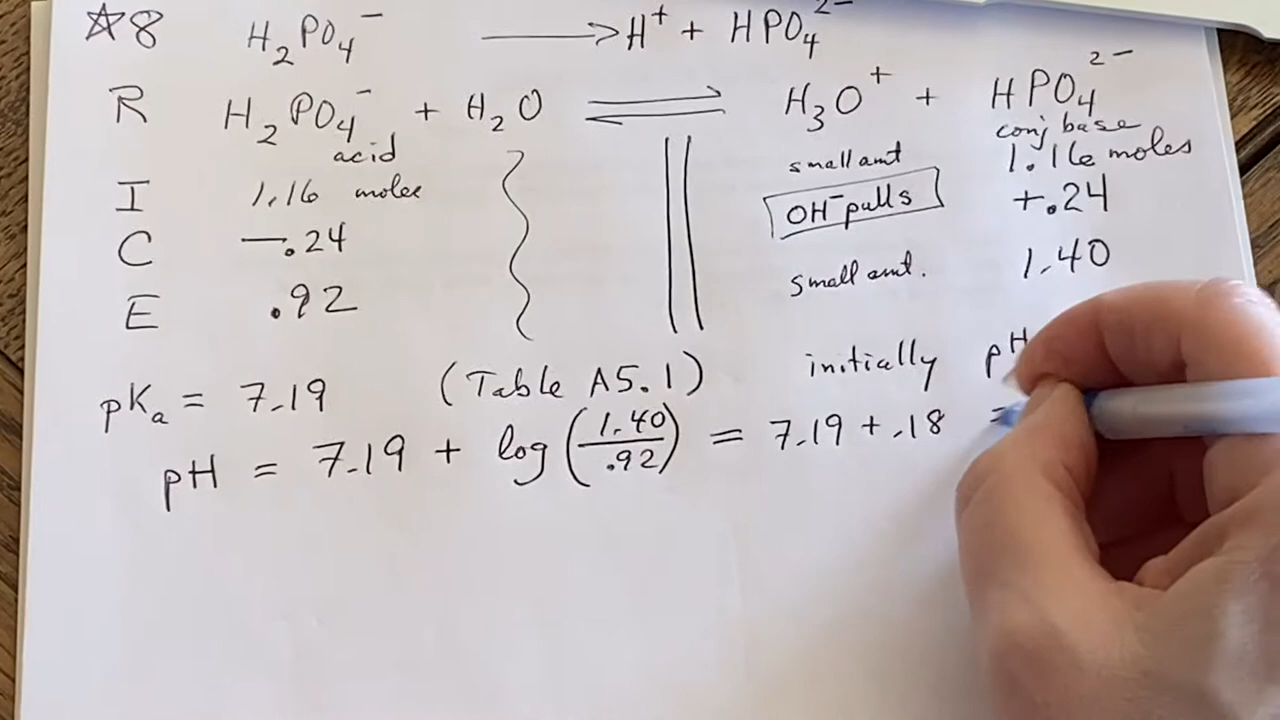 ☆8 H₂PO₄⁻ ⟶ H⁺ + HPO₄²⁻
R H₂PO₄⁻ + H₂O ⇌ H₃O⁺ + HPO₄²⁻
acid conj base
I 1.16 moles small amt 1.16 moles
C -.24 OH⁻ pulls +.24
E .92 small amt. 1.40
pKₐ = 7.19 (Table A5.1) initially pH
pH = 7.19 + log(1.40/.92) = 7.19 + .18 =